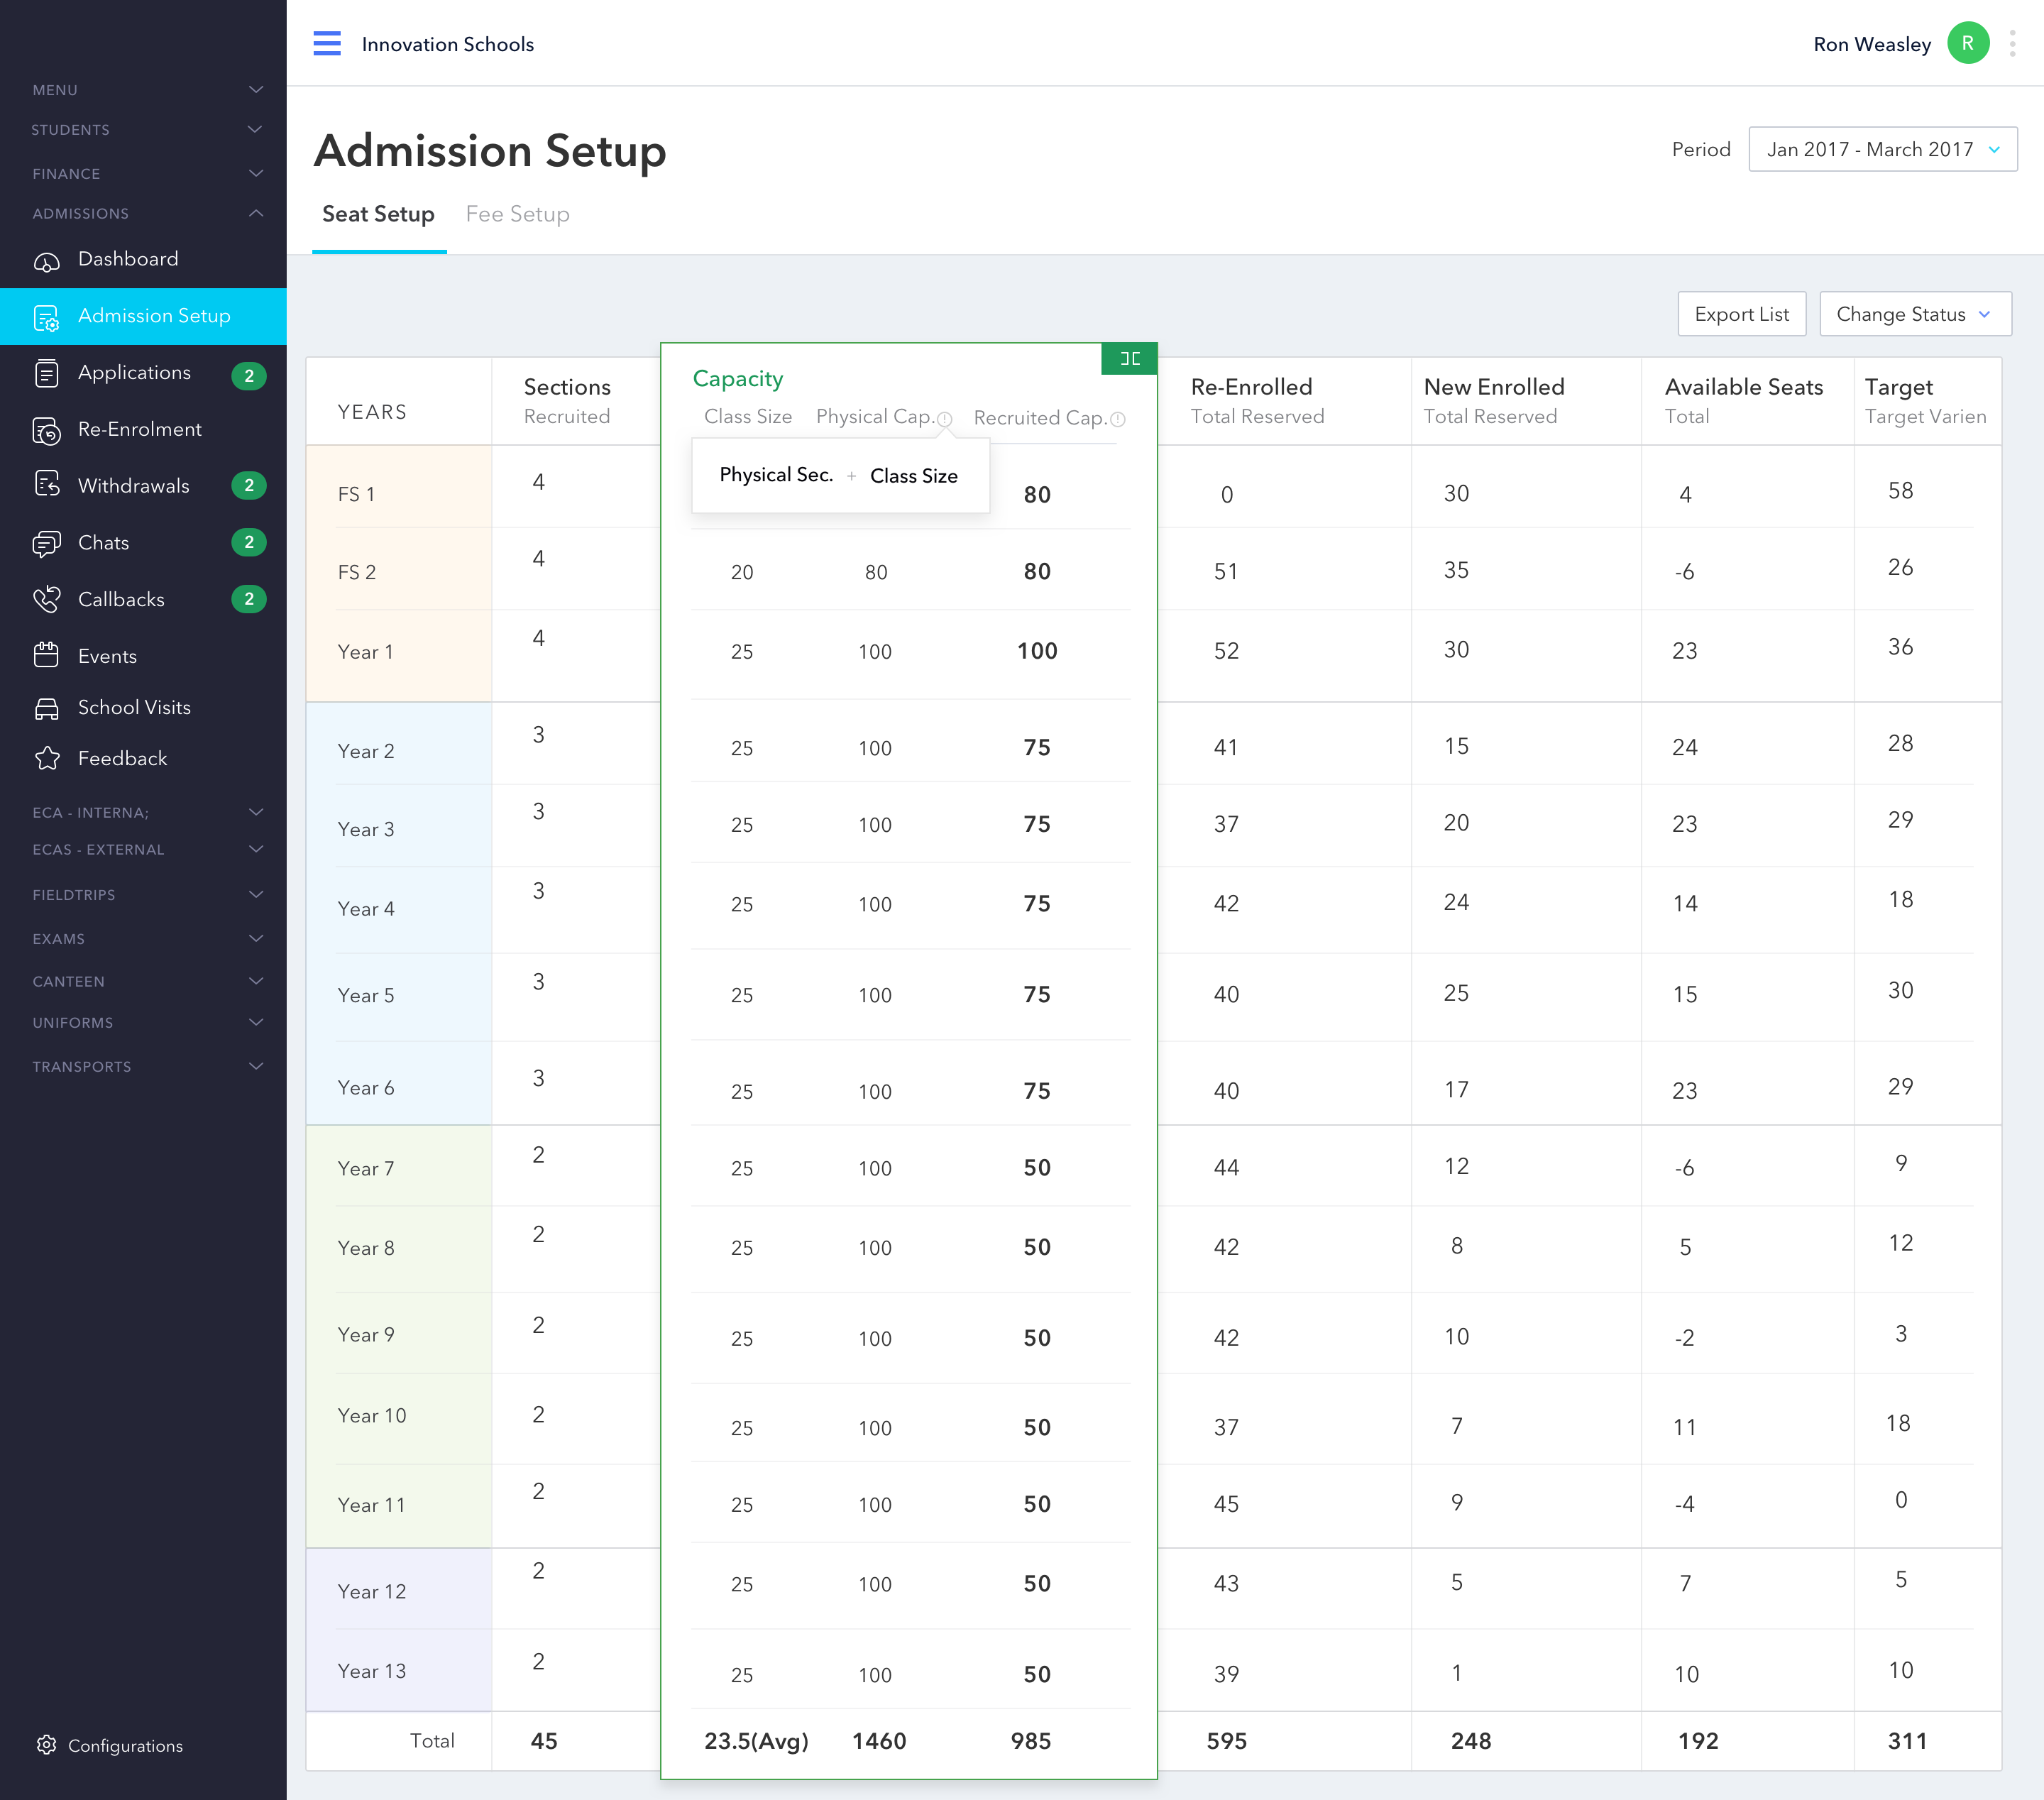 Innovation Schools
Ron Weasley
R
MENU
STUDENTS
FINANCE
ADMISSIONS
Dashboard
Admission Setup
Applications 2
Re-Enrolment
Withdrawals 2
Chats 2
Callbacks 2
Events
School Visits
Feedback
ECA - INTERNA;
ECAS - EXTERNAL
FIELDTRIPS
EXAMS
CANTEEN
UNIFORMS
TRANSPORTS
Configurations
Admission Setup
Period Jan 2017 - March 2017
Seat Setup Fee Setup
Export List Change Status
YEARS
Sections
Recruited
Capacity
Class Size Physical Cap. Recruited Cap.
Re-Enrolled
Total Reserved
New Enrolled
Total Reserved
Available Seats
Total
Target
Target Varien
Physical Sec. + Class Size
FS 1 4 80 0 30 4 58
FS 2 4 20 80 80 51 35 -6 26
Year 1 4 25 100 100 52 30 23 36
Year 2 3 25 100 75 41 15 24 28
Year 3 3 25 100 75 37 20 23 29
Year 4 3 25 100 75 42 24 14 18
Year 5 3 25 100 75 40 25 15 30
Year 6 3 25 100 75 40 17 23 29
Year 7 2 25 100 50 44 12 -6 9
Year 8 2 25 100 50 42 8 5 12
Year 9 2 25 100 50 42 10 -2 3
Year 10 2 25 100 50 37 7 11 18
Year 11 2 25 100 50 45 9 -4 0
Year 12 2 25 100 50 43 5 7 5
Year 13 2 25 100 50 39 1 10 10
Total 45 23.5(Avg) 1460 985 595 248 192 311